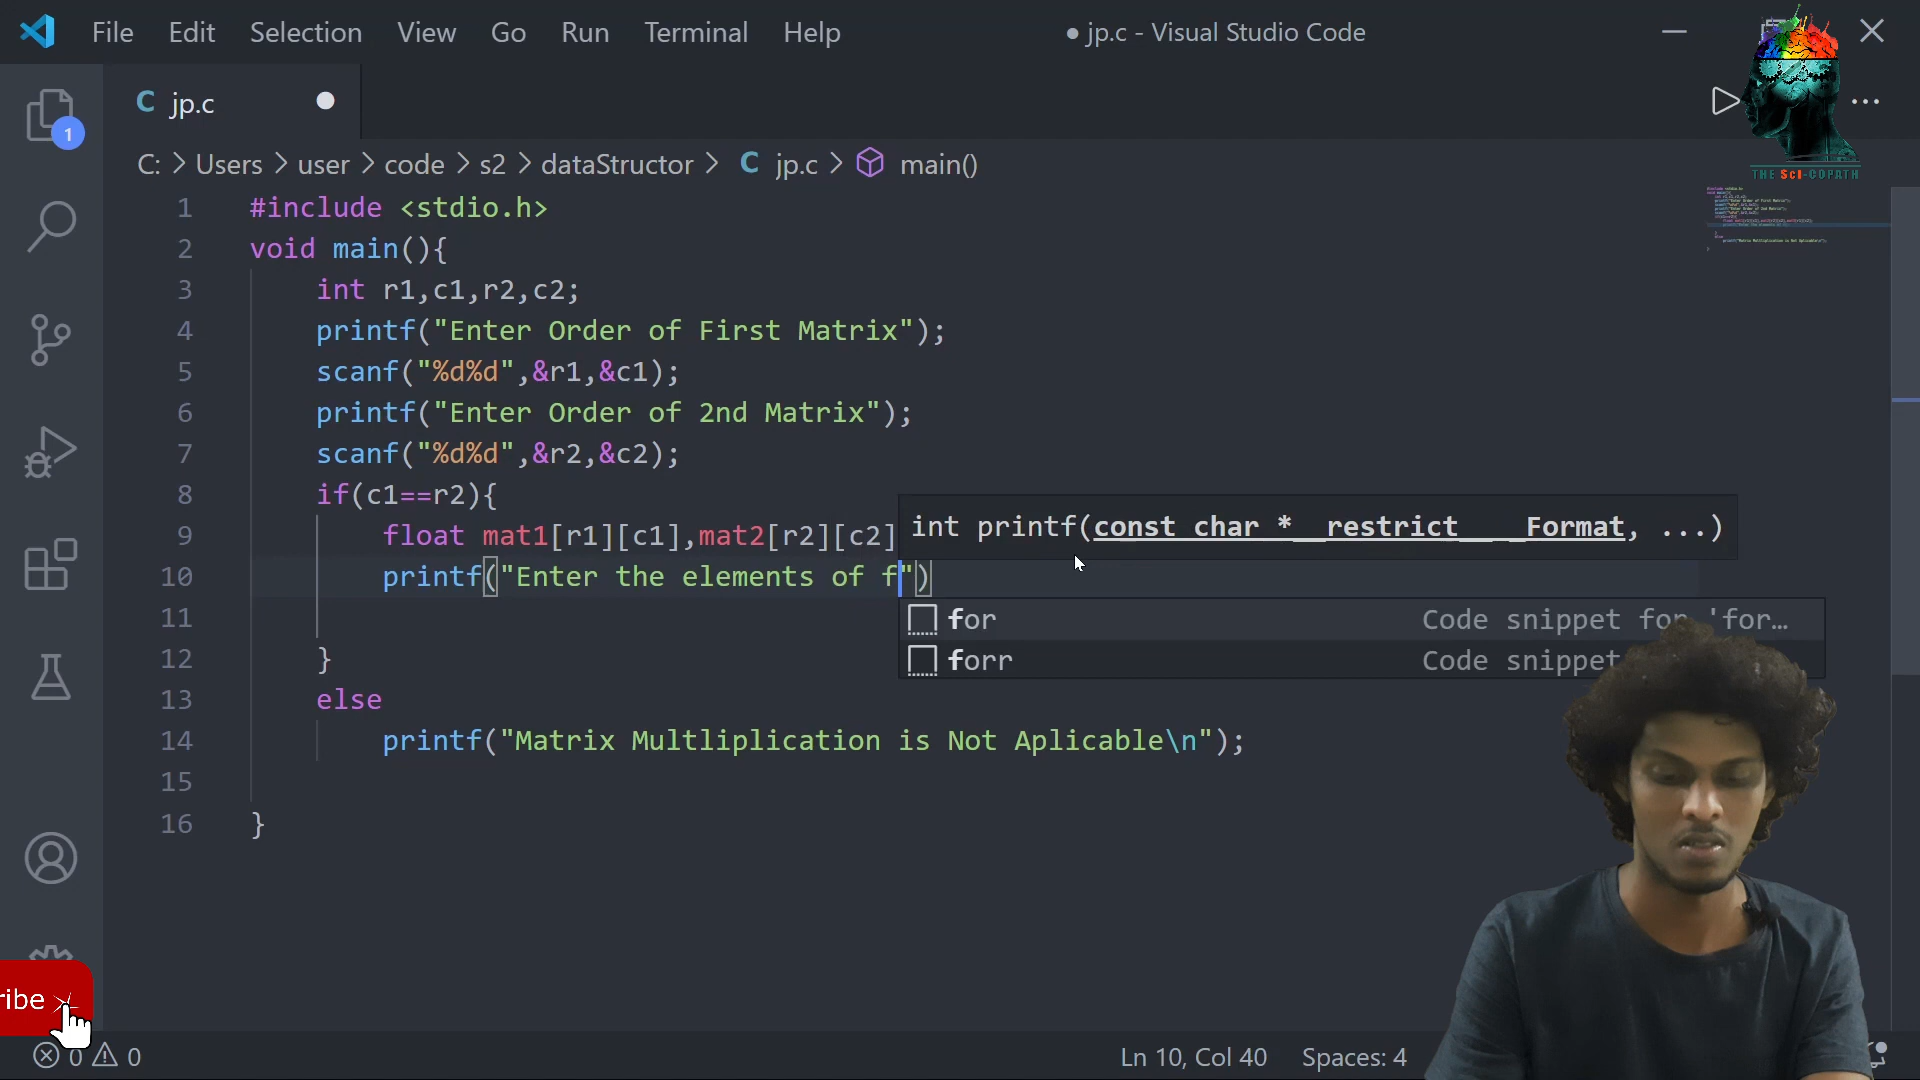 File Edit Selection View Go Run Terminal Help
● jp.c - Visual Studio Code
C jp.c
THE SCI-COPATH
C: > Users > user > code > s2 > dataStructor > C jp.c > main()
1 #include <stdio.h>
2 void main(){
3 int r1,c1,r2,c2;
4 printf("Enter Order of First Matrix");
5 scanf("%d%d",&r1,&c1);
6 printf("Enter Order of 2nd Matrix");
7 scanf("%d%d",&r2,&c2);
8 if(c1==r2){
9 float mat1[r1][c1],mat2[r2][c2]
int printf(const char *__restrict____Format, ...)
10 printf("Enter the elements of f")
11
for Code snippet for 'for…
12 }
forr Code snippet
13 else
14 printf("Matrix Multliplication is Not Aplicable\n");
15
16 }
1
ribe
0 0
Ln 10, Col 40 Spaces: 4